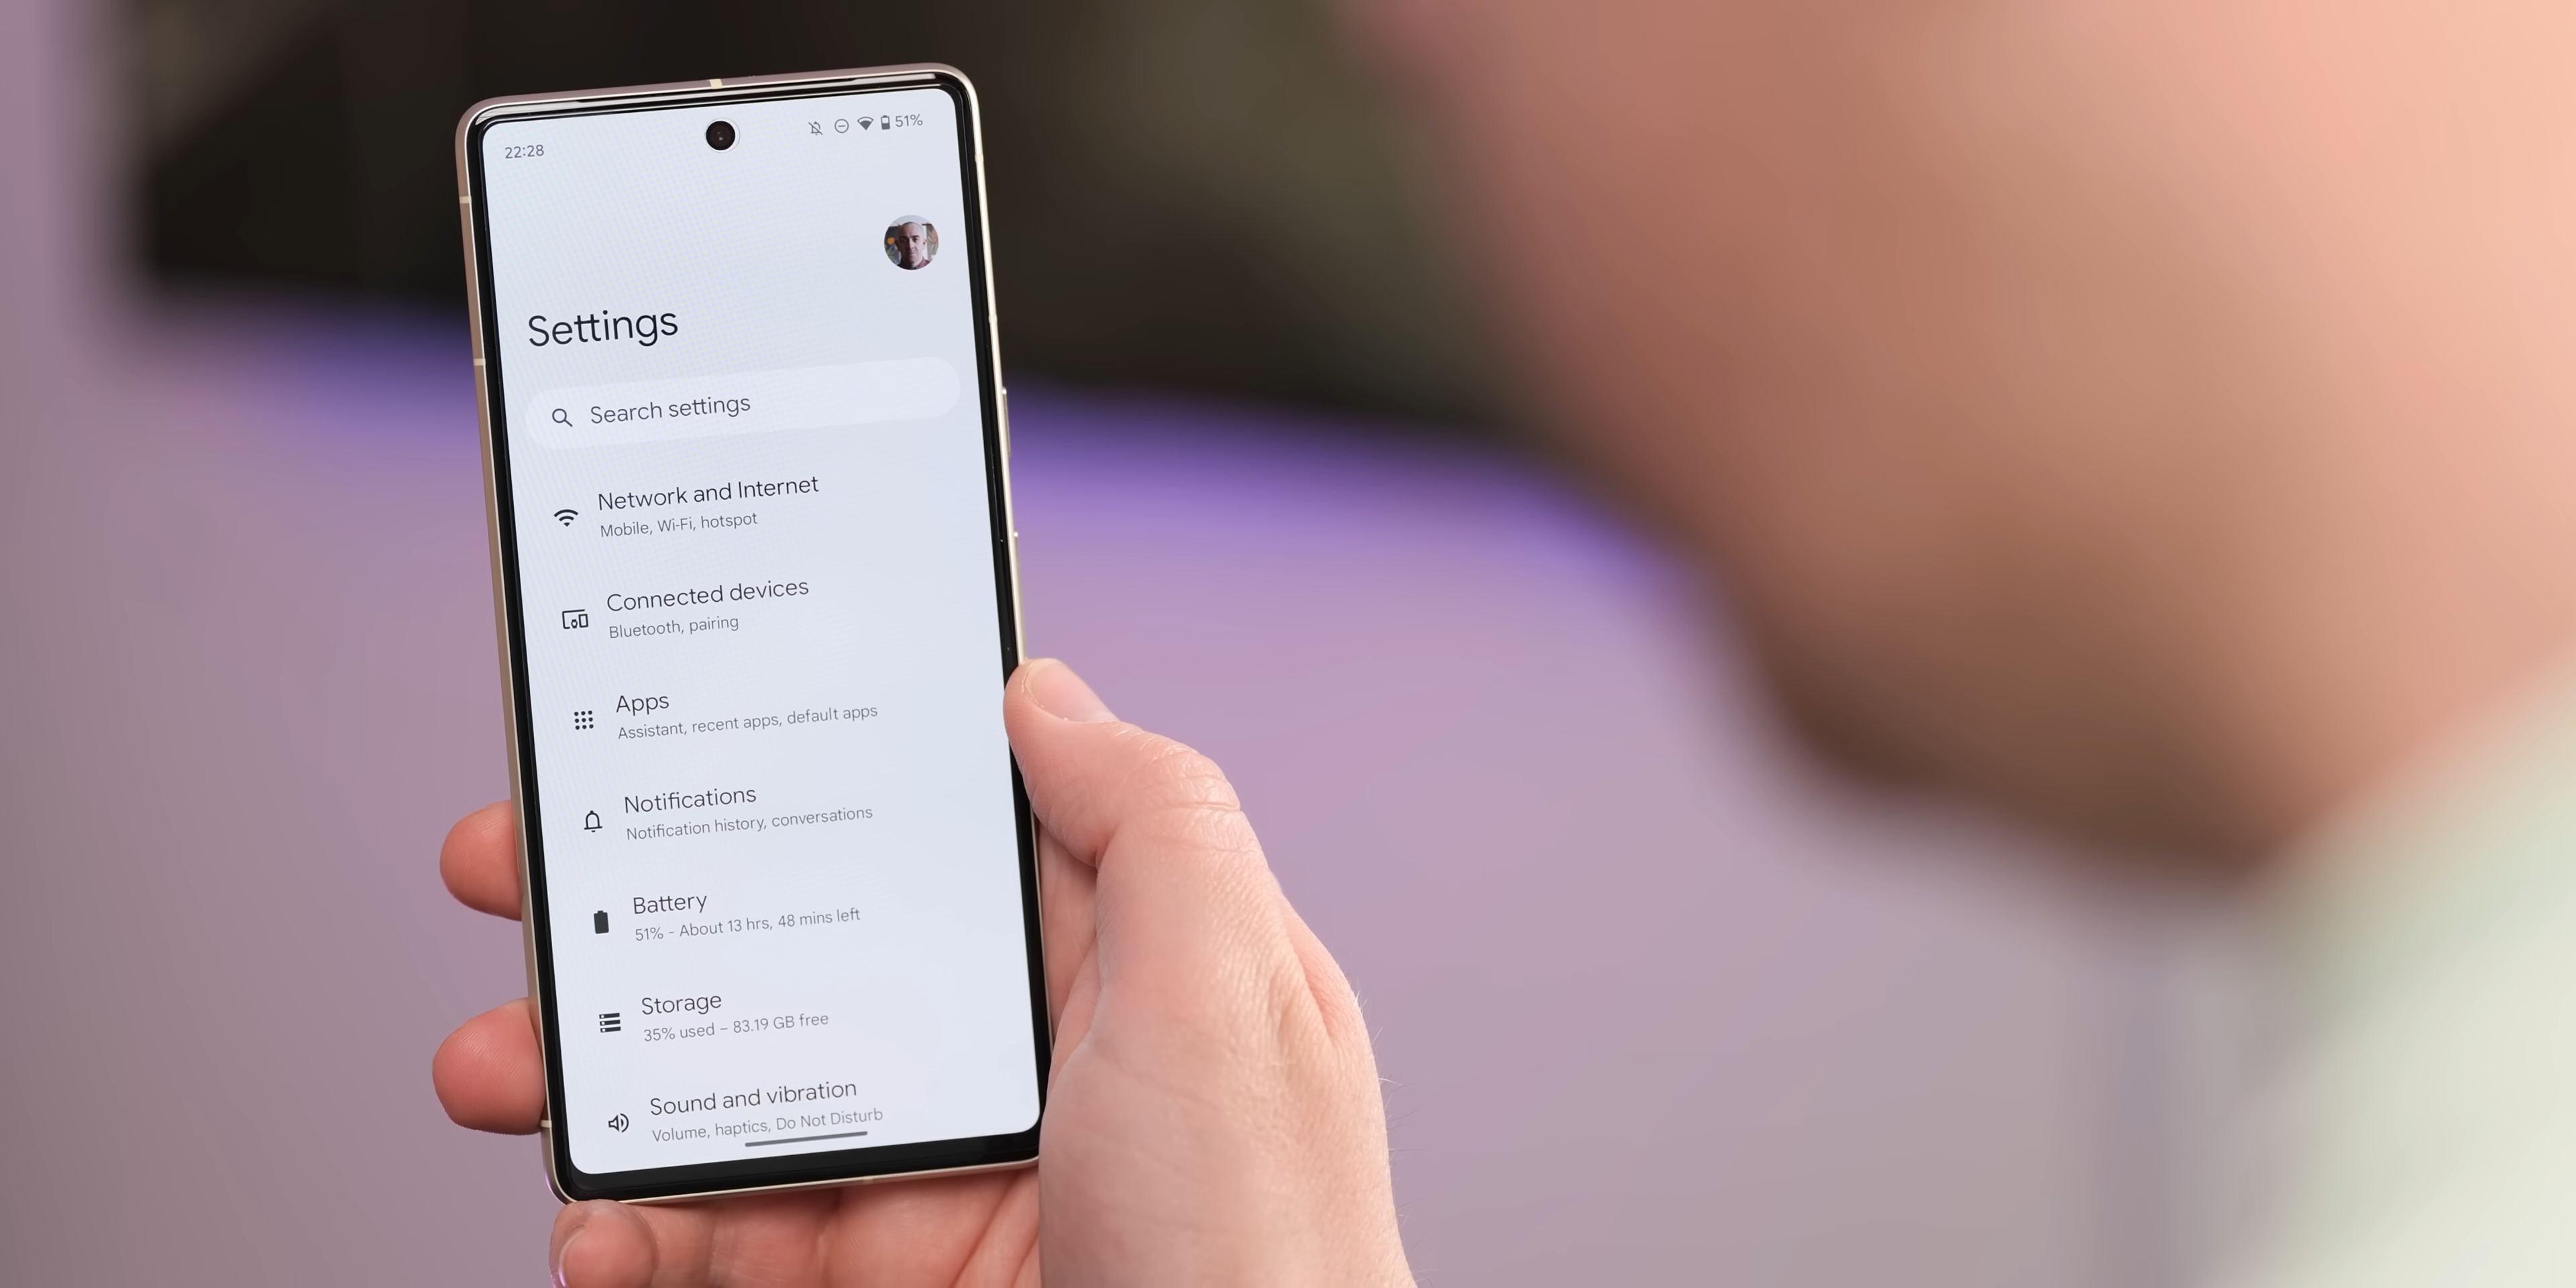 22:28 51%
Settings
Search settings
Network and Internet
Mobile, Wi-Fi, hotspot
Connected devices
Bluetooth, pairing
Apps
Assistant, recent apps, default apps
Notifications
Notification history, conversations
Battery
51% - About 13 hrs, 48 mins left
Storage
35% used – 83.19 GB free
Sound and vibration
Volume, haptics, Do Not Disturb